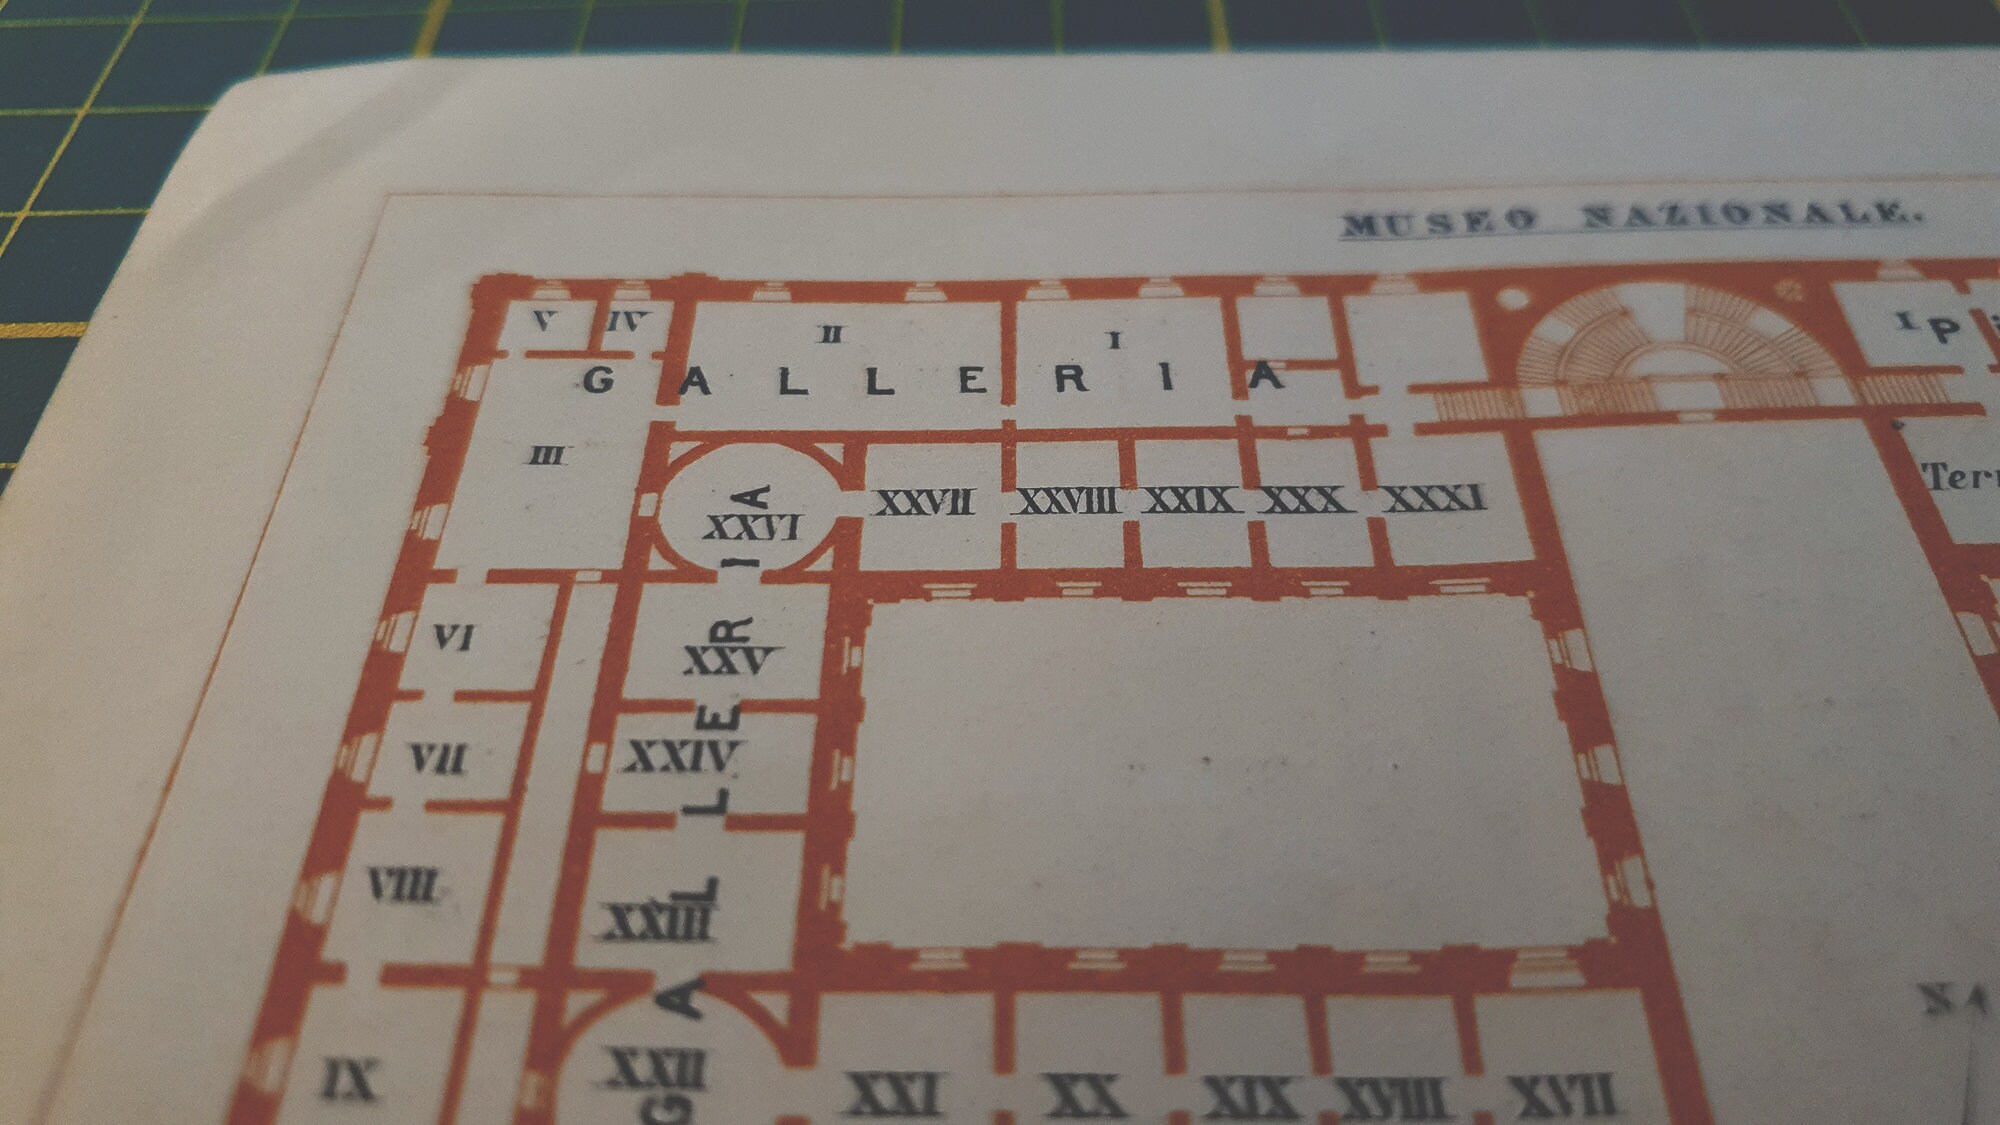 MUSEO NAZIONALE.
V IV II I
GALLERIA
I P
III
XXVI XXVII XXVIII XXIX XXX XXXI
GALLERIA
VI XXV
VII XXIV
VIII XXIII
N
IX XXII XXI XX XIX XVIII XVII